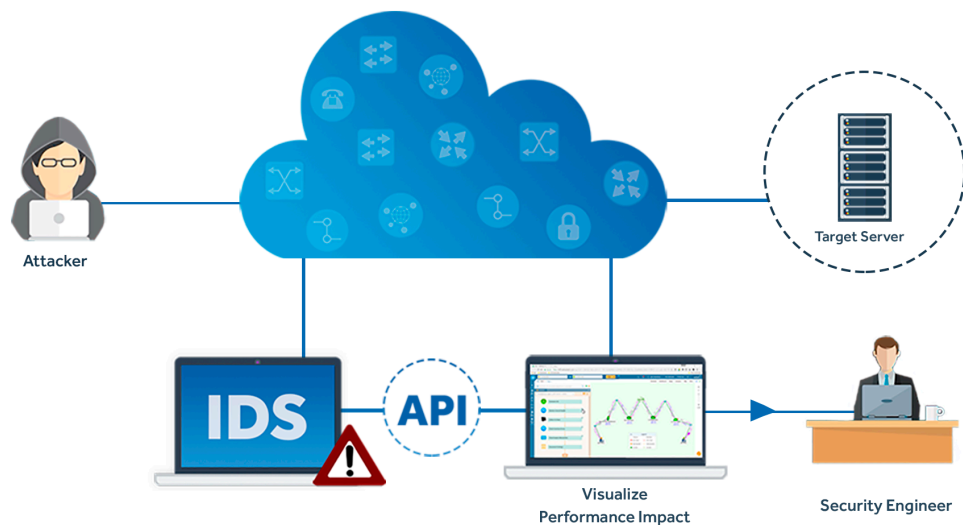 Attacker
Target Server
IDS
API
Visualize
Performance Impact
Security Engineer